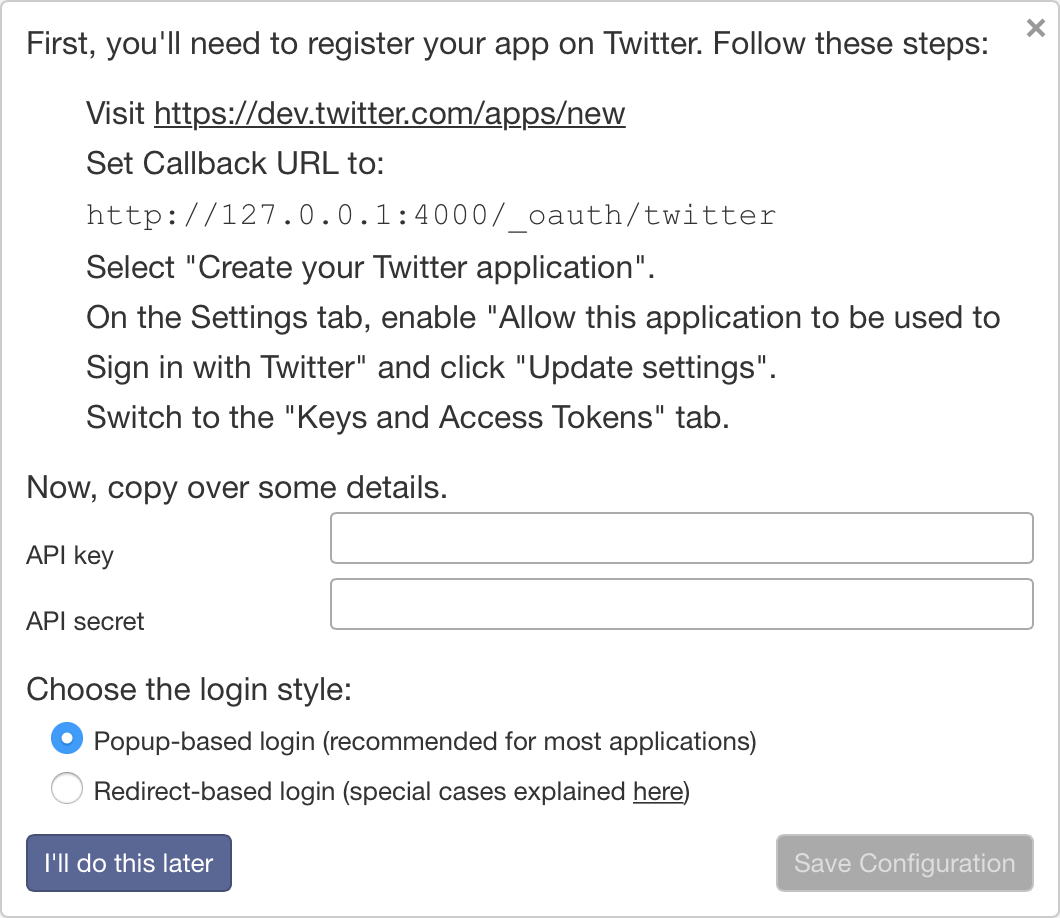 First, you'll need to register your app on Twitter. Follow these steps:
×
Visit https://dev.twitter.com/apps/new
Set Callback URL to:
http://127.0.0.1:4000/_oauth/twitter
Select "Create your Twitter application".
On the Settings tab, enable "Allow this application to be used to
Sign in with Twitter" and click "Update settings".
Switch to the "Keys and Access Tokens" tab.
Now, copy over some details.
API key
API secret
Choose the login style:
Popup-based login (recommended for most applications)
Redirect-based login (special cases explained here)
I'll do this later
Save Configuration